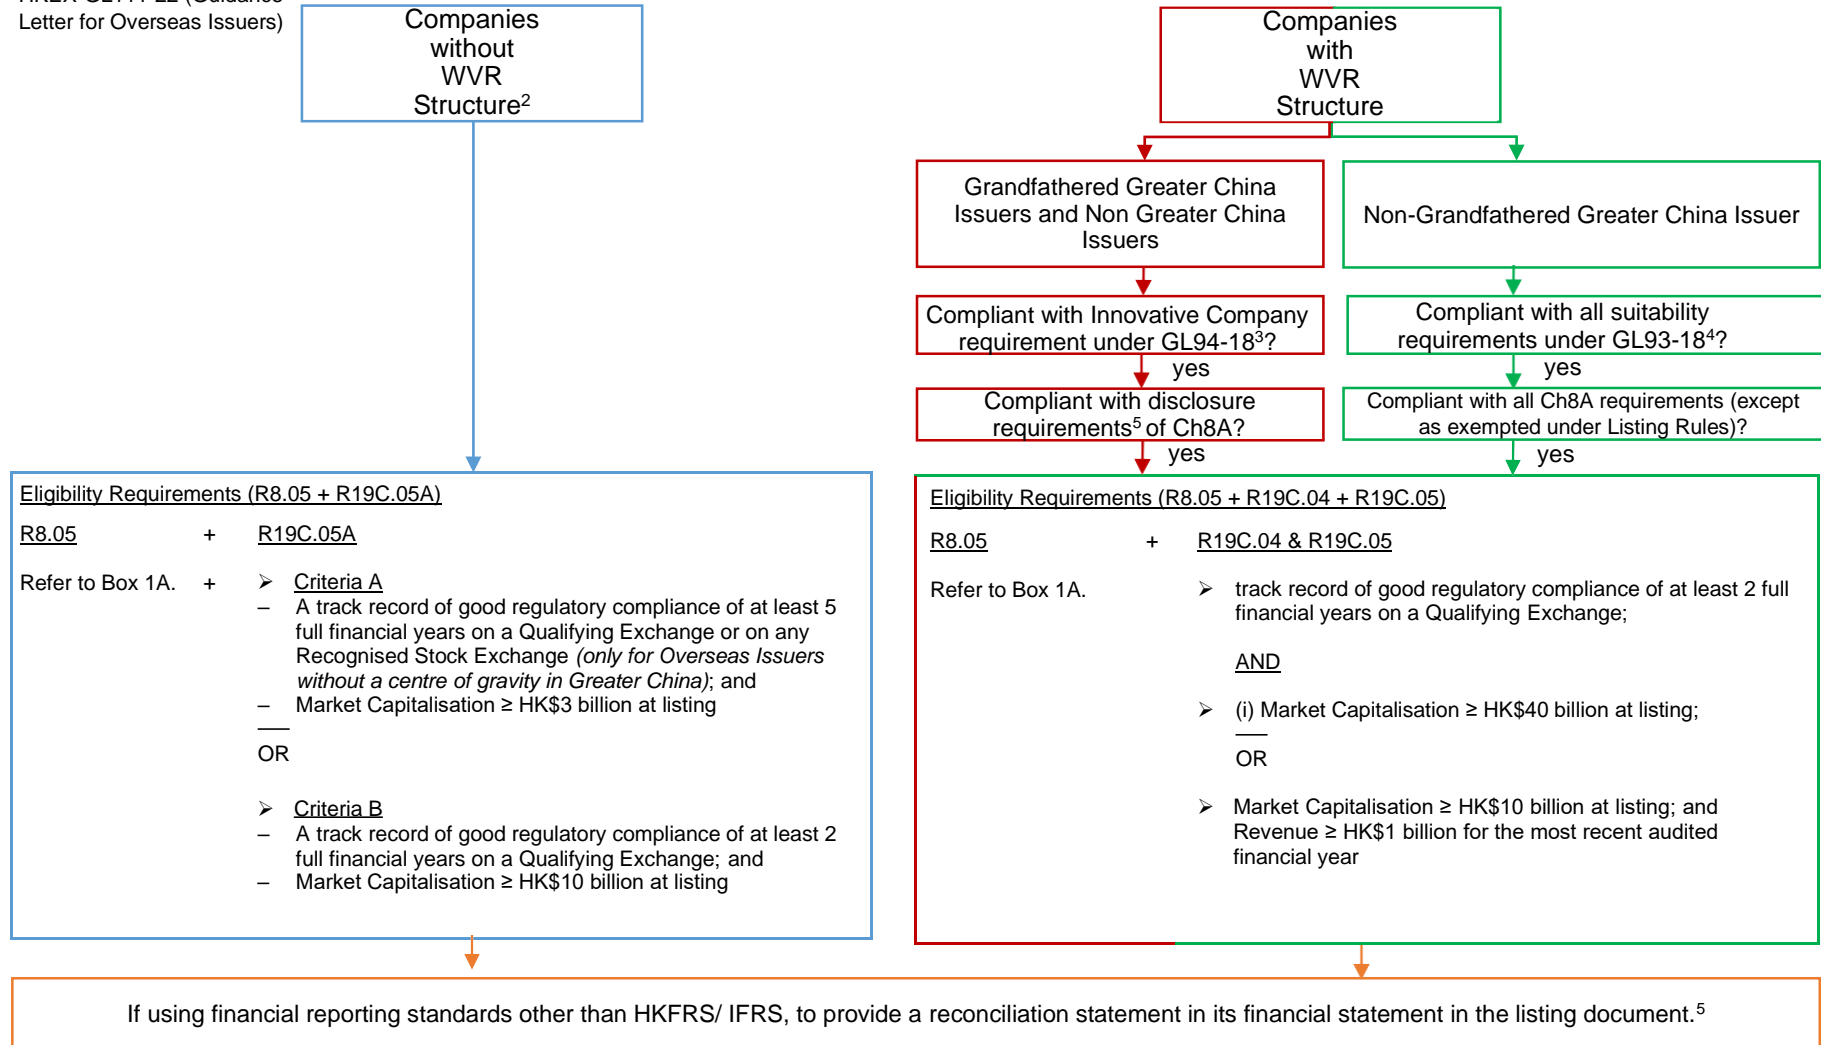 Letter for Overseas Issuers)
Companies
without
WVR
Structure2
Companies
with
WVR
Structure
Grandfathered Greater China
Issuers and Non Greater China
Issuers
Non-Grandfathered Greater China Issuer
Compliant with Innovative Company
requirement under GL94-183?
Compliant with all suitability
requirements under GL93-184?
yes
yes
Compliant with disclosure
requirements5 of Ch8A?
Compliant with all Ch8A requirements (except
as exempted under Listing Rules)?
yes
yes
Eligibility Requirements (R8.05 + R19C.05A)
R8.05 + R19C.05A
Refer to Box 1A. + ➢ Criteria A
– A track record of good regulatory compliance of at least 5
full financial years on a Qualifying Exchange or on any
Recognised Stock Exchange (only for Overseas Issuers
without a centre of gravity in Greater China); and
– Market Capitalisation ≥ HK$3 billion at listing
OR
➢ Criteria B
– A track record of good regulatory compliance of at least 2
full financial years on a Qualifying Exchange; and
– Market Capitalisation ≥ HK$10 billion at listing
Eligibility Requirements (R8.05 + R19C.04 + R19C.05)
R8.05 + R19C.04 & R19C.05
Refer to Box 1A. ➢ track record of good regulatory compliance of at least 2 full
financial years on a Qualifying Exchange;
AND
➢ (i) Market Capitalisation ≥ HK$40 billion at listing;
OR
➢ Market Capitalisation ≥ HK$10 billion at listing; and
Revenue ≥ HK$1 billion for the most recent audited
financial year
If using financial reporting standards other than HKFRS/ IFRS, to provide a reconciliation statement in its financial statement in the listing document.5